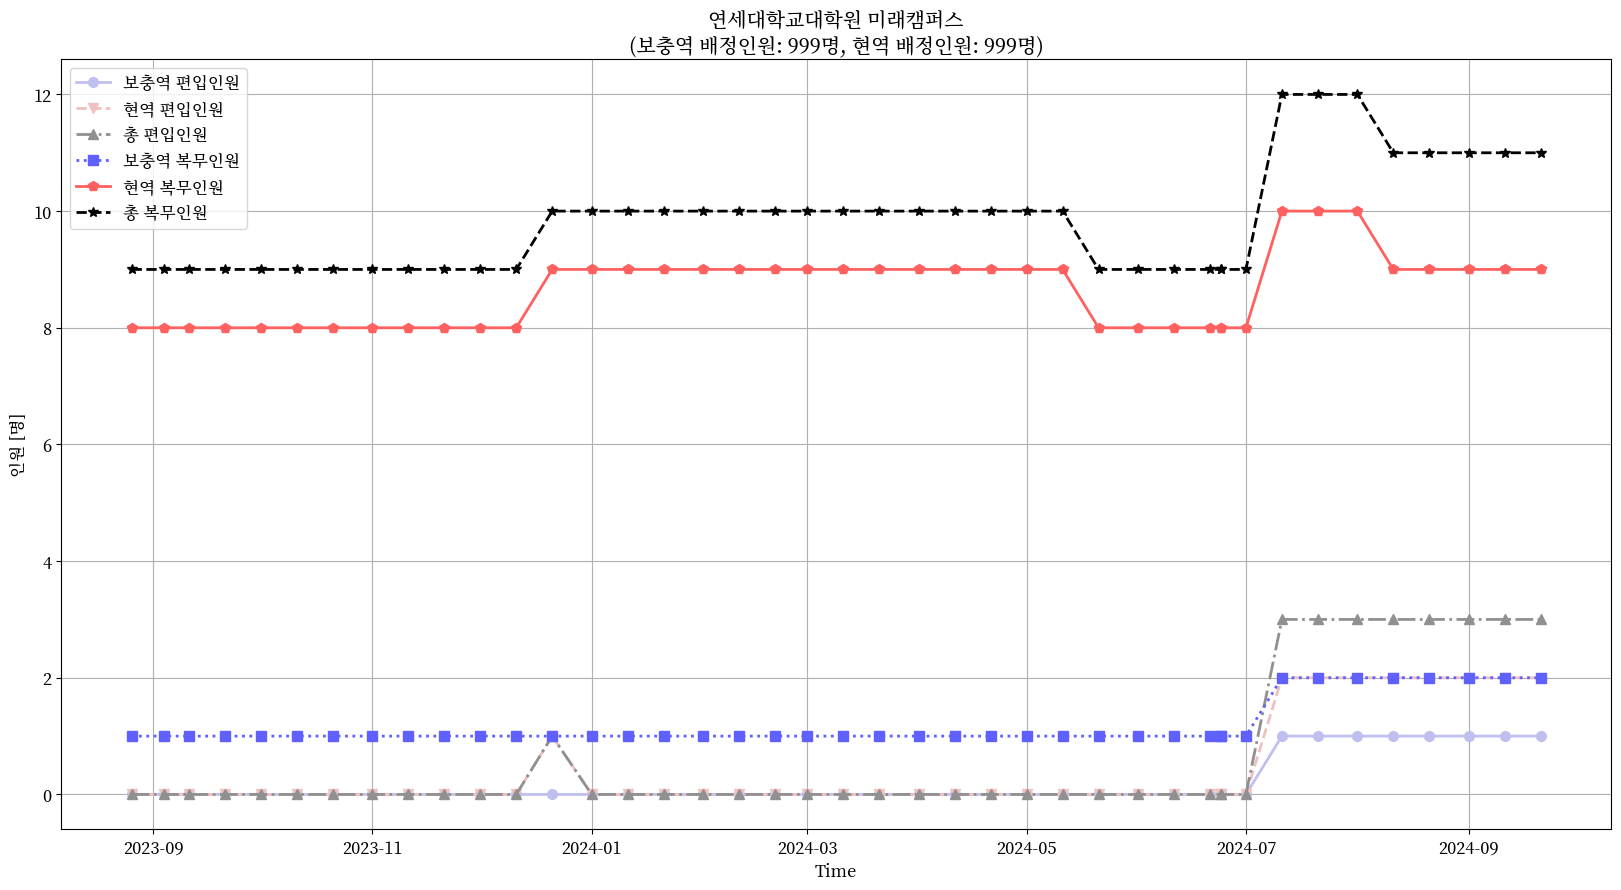 연세대학교대학원 미래캠퍼스
(보충역 배정인원: 999명, 현역 배정인원: 999명)
보충역 편입인원
현역 편입인원
총 편입인원
보충역 복무인원
현역 복무인원
총 복무인원
12
10
8
6
4
2
0
인원 [명]
2023-09 2023-11 2024-01 2024-03 2024-05 2024-07 2024-09
Time